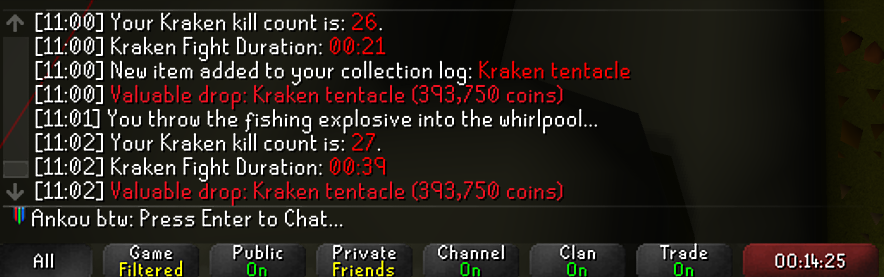 [11:00] Your Kraken kill count is: 26.
[11:00] Kraken Fight Duration: 00:21
[11:00] New item added to your collection log: Kraken tentacle
[11:00] Valuable drop: Kraken tentacle (393,750 coins)
[11:01] You throw the fishing explosive into the whirlpool...
[11:02] Your Kraken kill count is: 27.
[11:02] Kraken Fight Duration: 00:39
[11:02] Valuable drop: Kraken tentacle (393,750 coins)
Ankou btw: Press Enter to Chat...
All
Game
Filtered
Public
On
Private
Friends
Channel
On
Clan
On
Trade
On
00:14:25